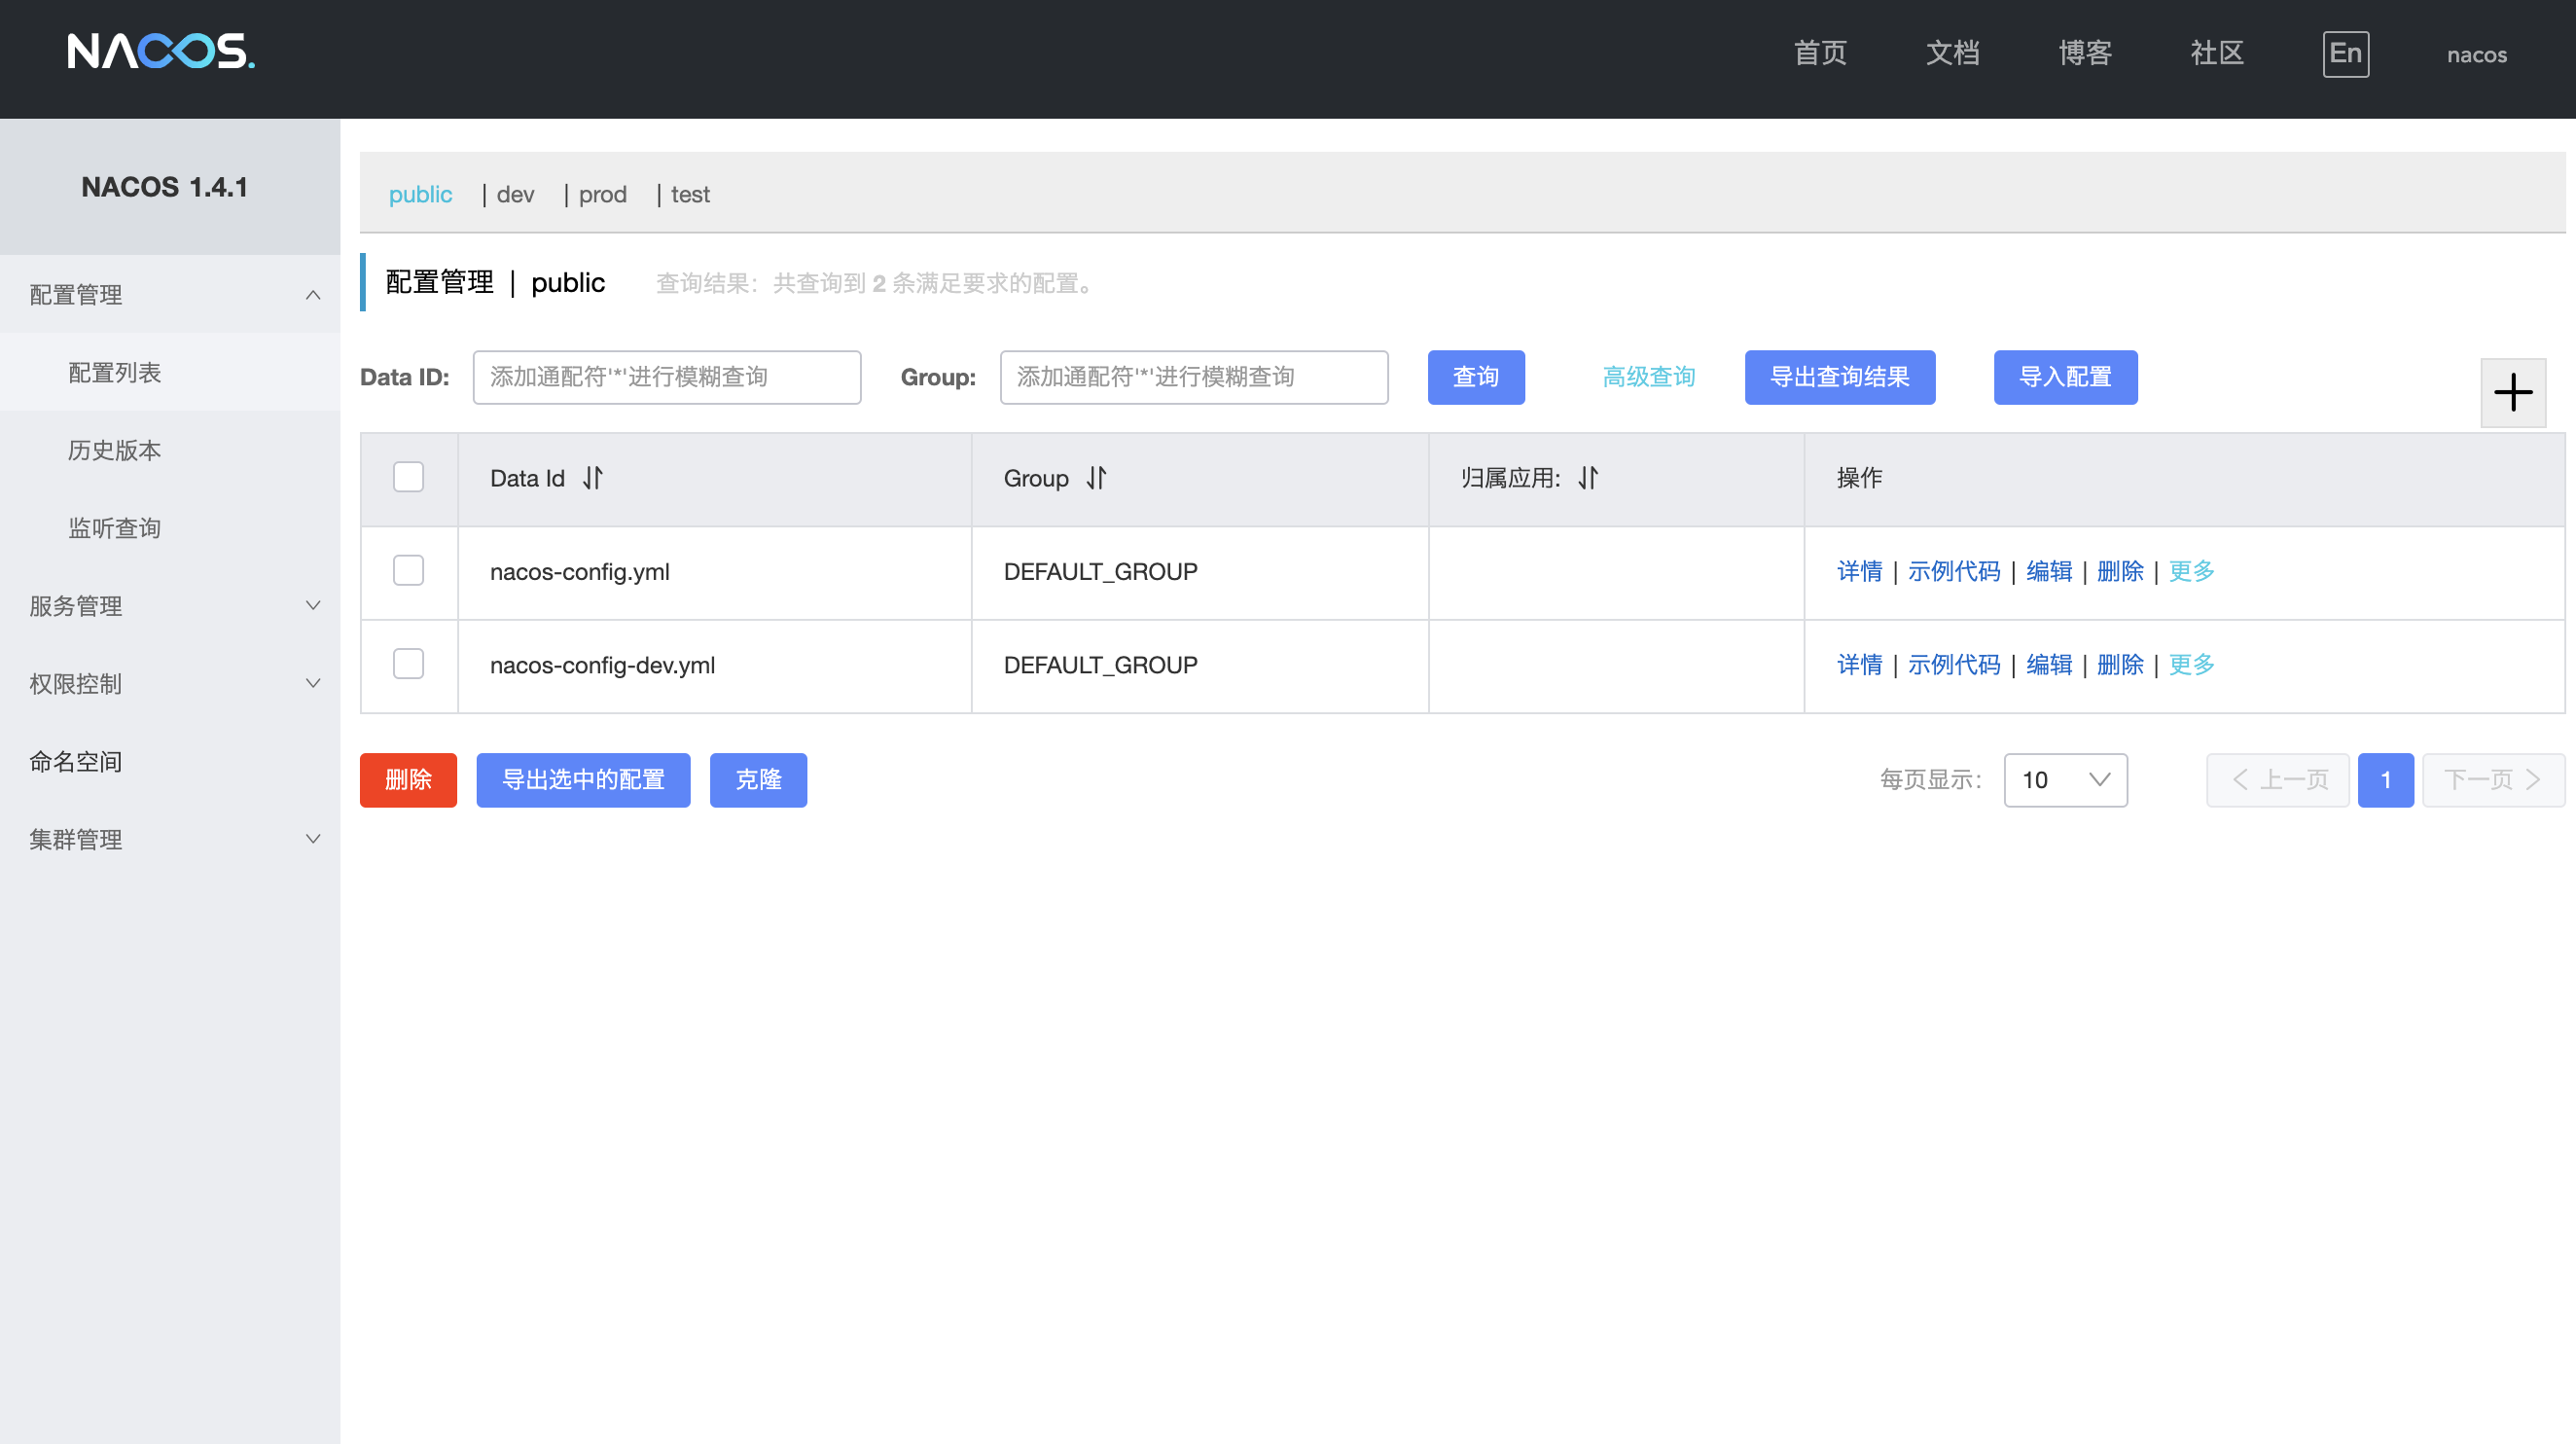 NACOS. 首页 文档 博客 社区 En nacos
NACOS 1.4.1
配置管理
配置列表
历史版本
监听查询
服务管理
权限控制
命名空间
集群管理
public | dev | prod | test
配置管理 | public 查询结果：共查询到 2 条满足要求的配置。
Data ID: 添加通配符'*'进行模糊查询 Group: 添加通配符'*'进行模糊查询 查询 高级查询 导出查询结果 导入配置
Data Id Group 归属应用: 操作
nacos-config.yml DEFAULT_GROUP 详情 | 示例代码 | 编辑 | 删除 | 更多
nacos-config-dev.yml DEFAULT_GROUP 详情 | 示例代码 | 编辑 | 删除 | 更多
删除 导出选中的配置 克隆 每页显示: 10 上一页 1 下一页